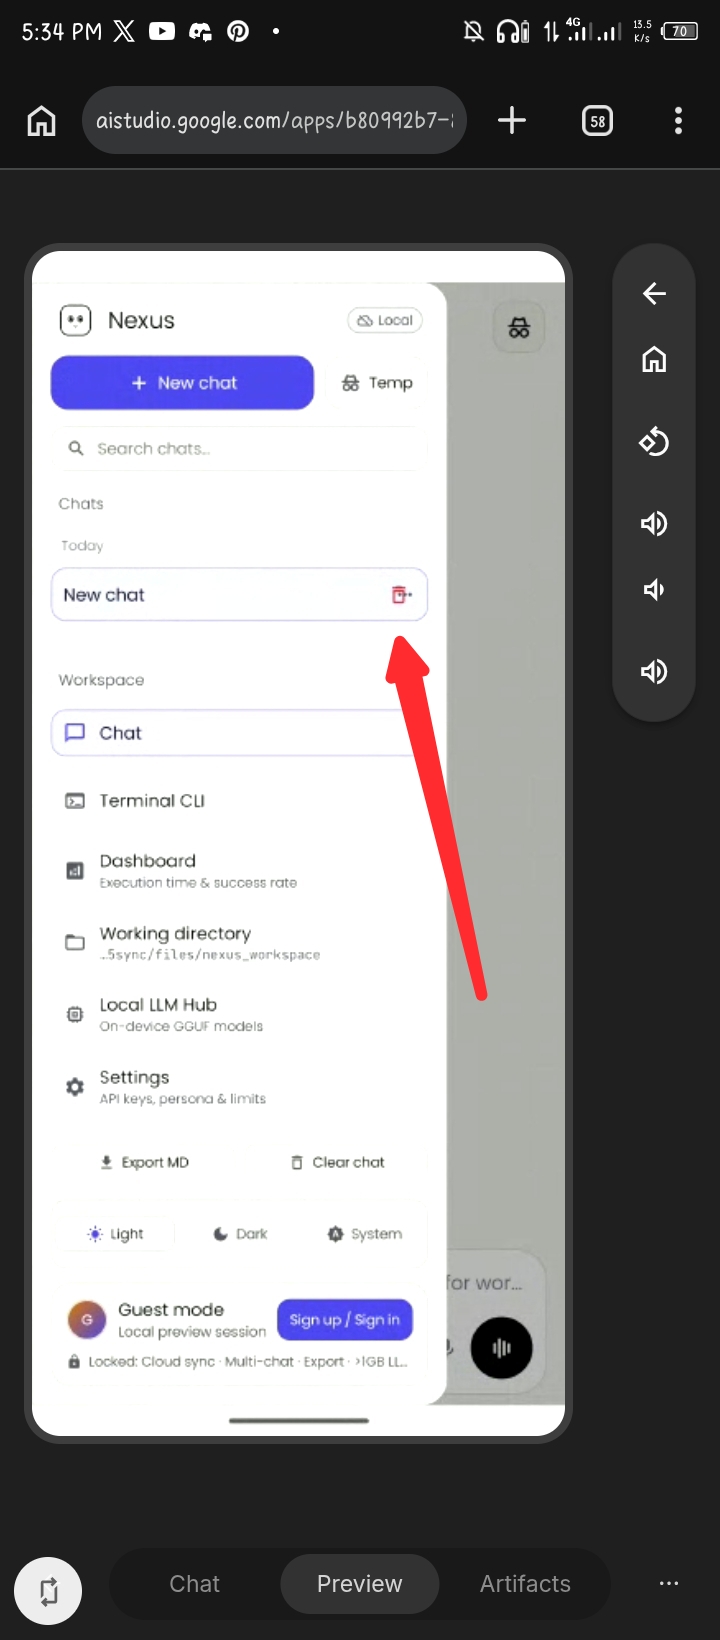 5:34 PM
4G
13.5
K/s
70
aistudio.google.com/apps/b80992b7-
58
Nexus
Local
+ New chat
Temp
Search chats...
Chats
Today
New chat
Workspace
Chat
Terminal CLI
Dashboard
Execution time & success rate
Working directory
...5sync/files/nexus_workspace
Local LLM Hub
On-device GGUF models
Settings
API keys, persona & limits
Export MD
Clear chat
Light
Dark
System
for wor...
G
Guest mode
Local preview session
Sign up / Sign in
Locked: Cloud sync · Multi-chat · Export · >1GB LL...
Chat
Preview
Artifacts